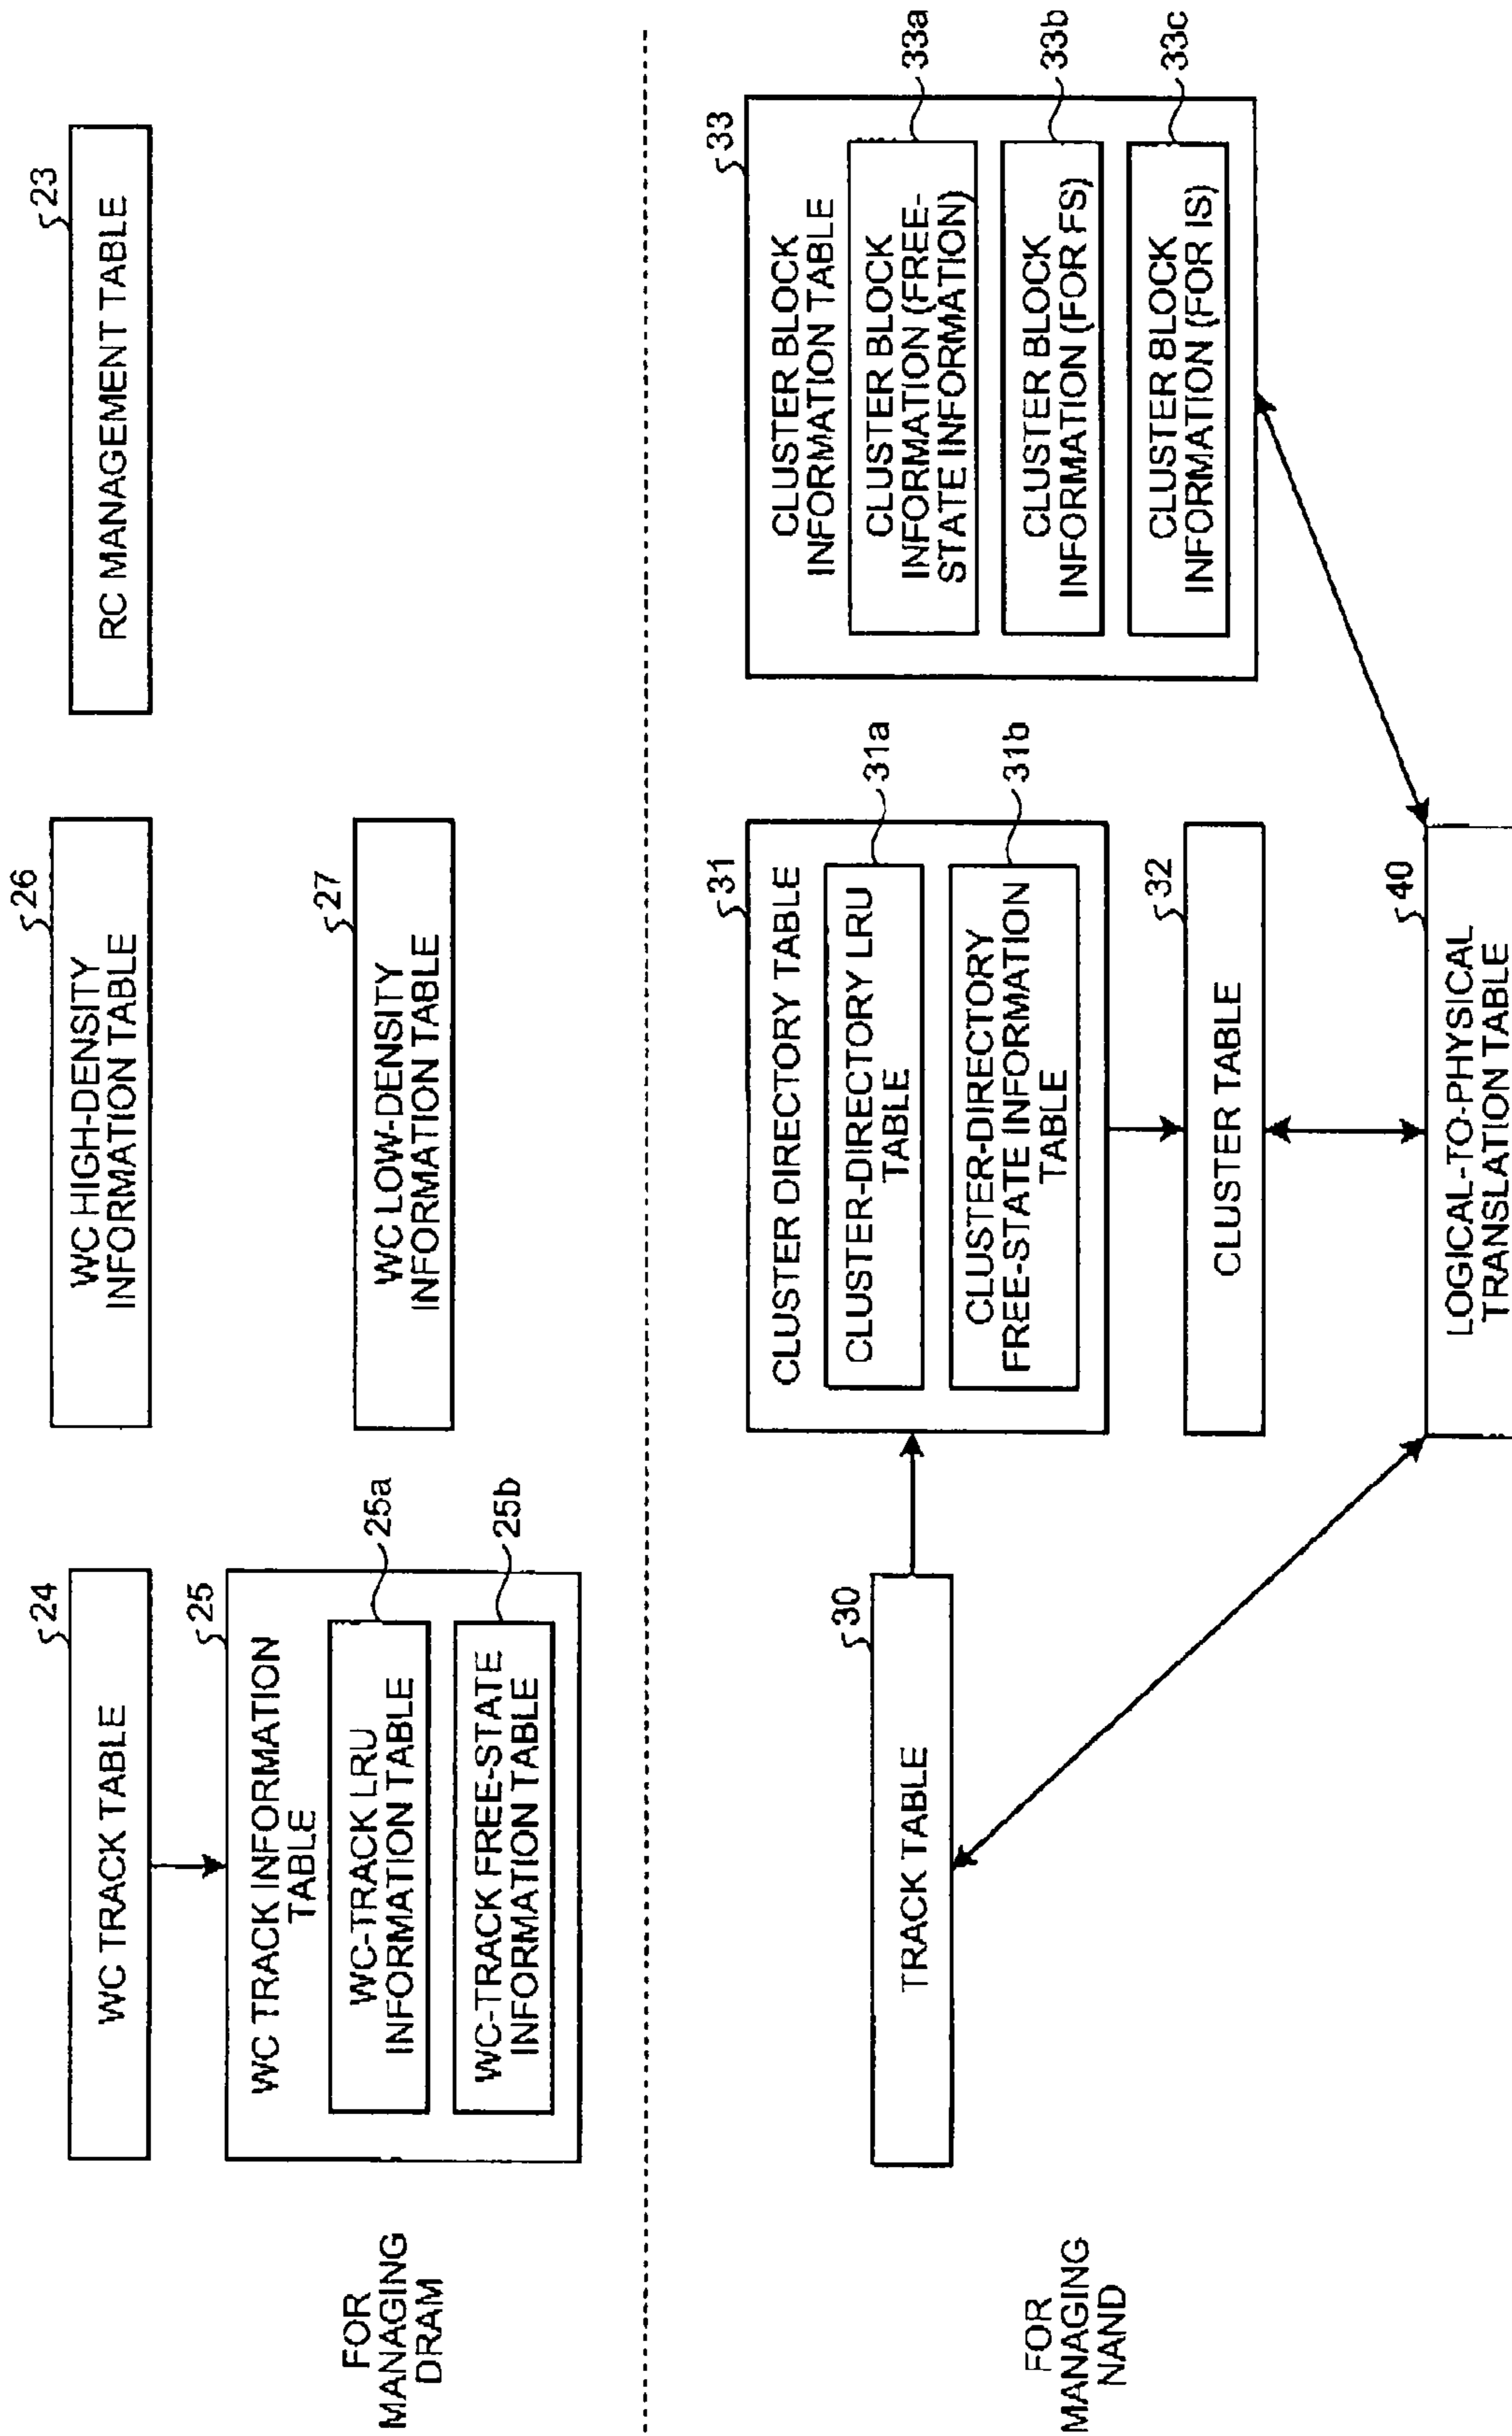 FOR
MANAGING
DRAM
24
WC TRACK TABLE
25
WC TRACK INFORMATION
TABLE
25a
WC-TRACK LRU
INFORMATION TABLE
25b
WC-TRACK FREE-STATE
INFORMATION TABLE
26
WC HIGH-DENSITY
INFORMATION TABLE
27
WC LOW-DENSITY
INFORMATION TABLE
23
RC MANAGEMENT TABLE
FOR
MANAGING
NAND
30
TRACK TABLE
31
CLUSTER DIRECTORY TABLE
31a
CLUSTER-DIRECTORY LRU
TABLE
31b
CLUSTER-DIRECTORY
FREE-STATE INFORMATION
TABLE
32
CLUSTER TABLE
33
CLUSTER BLOCK
INFORMATION TABLE
33a
CLUSTER BLOCK
INFORMATION (FREE-
STATE INFORMATION)
33b
CLUSTER BLOCK
INFORMATION (FOR FS)
33c
CLUSTER BLOCK
INFORMATION (FOR IS)
40
LOGICAL-TO-PHYSICAL
TRANSLATION TABLE